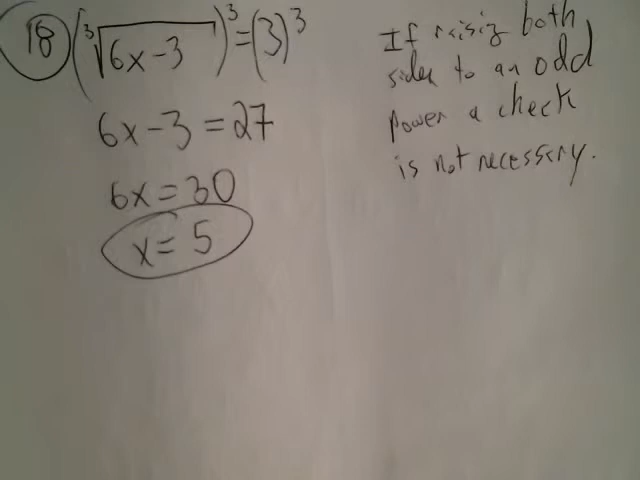 18 (∛(6x-3))³=(3)³
6x-3=27
6x=30
x=5
If raising both
sides to an odd
power a check
is not necessary.